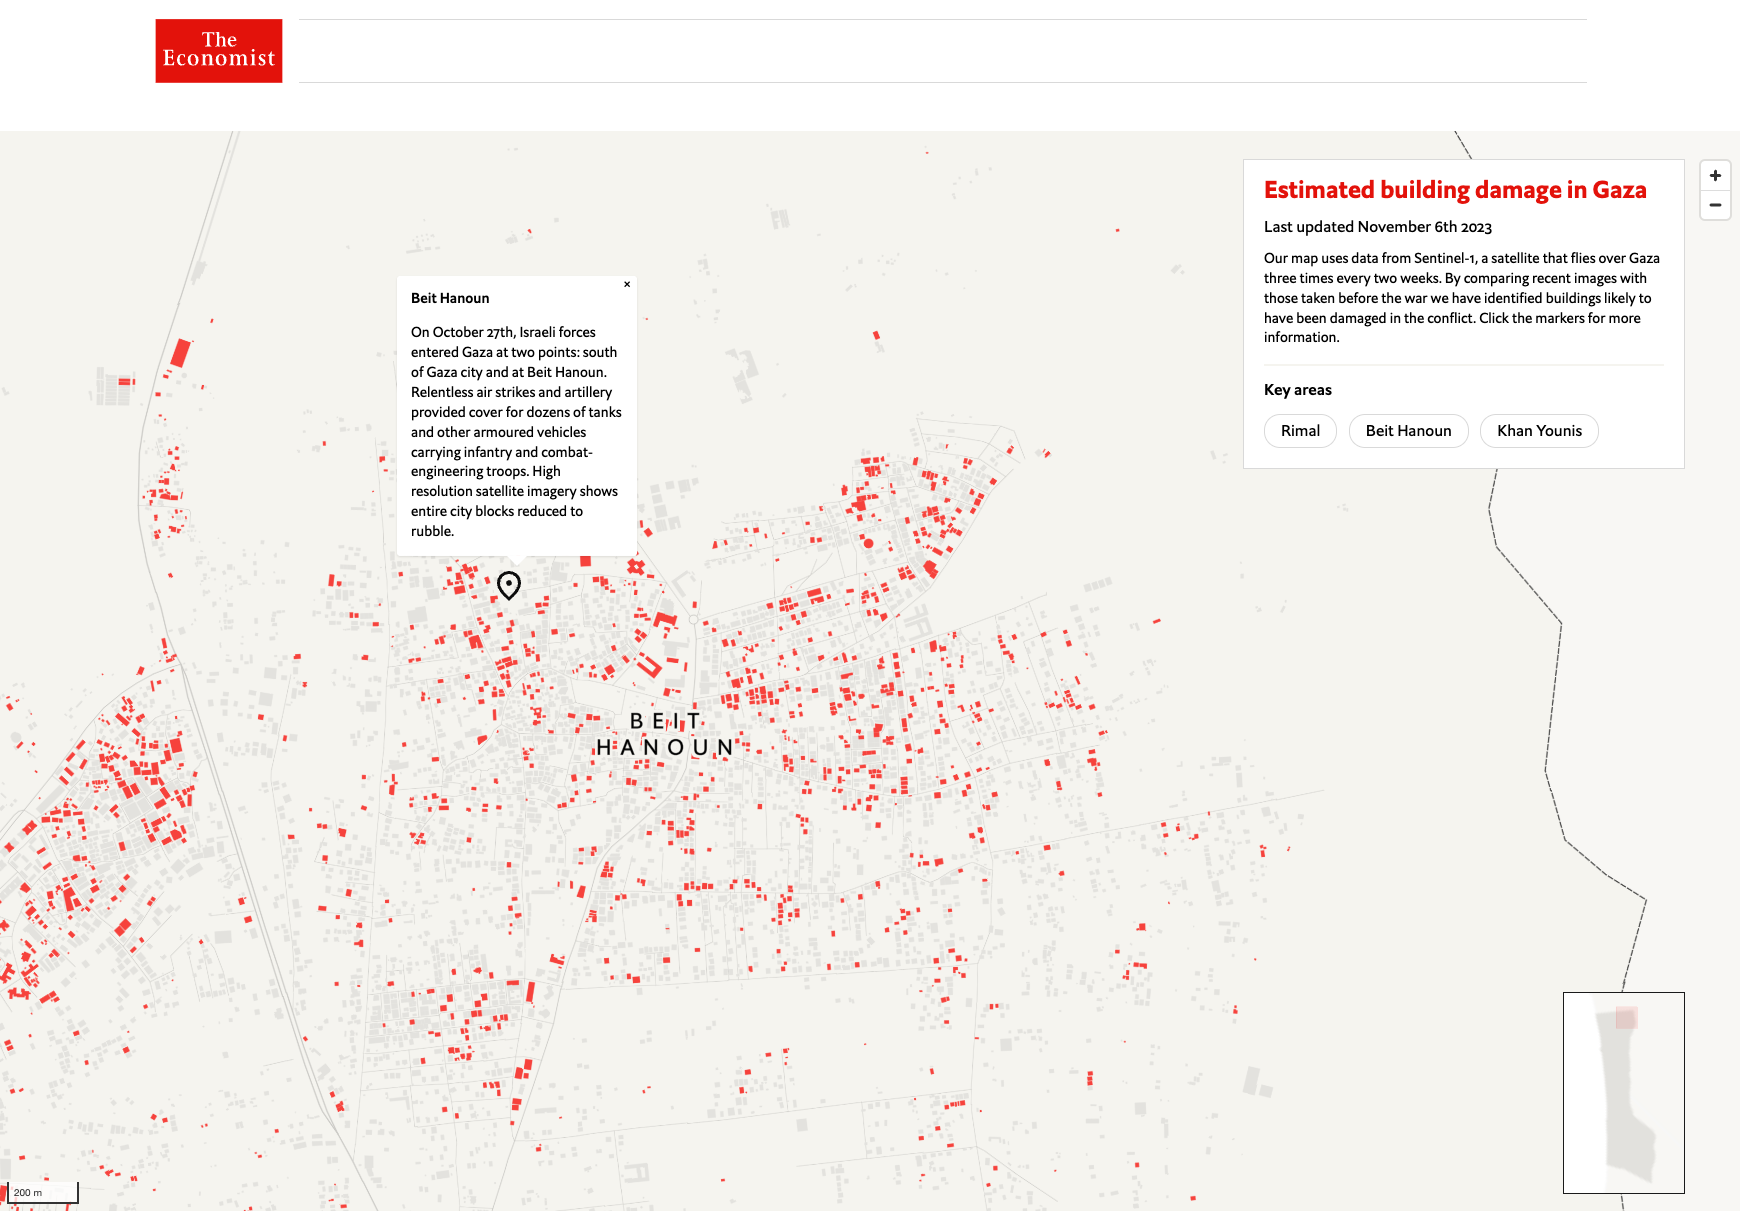 The
Economist
Estimated building damage in Gaza
Last updated November 6th 2023
Our map uses data from Sentinel-1, a satellite that flies over Gaza
three times every two weeks. By comparing recent images with
those taken before the war we have identified buildings likely to
have been damaged in the conflict. Click the markers for more
information.
Key areas
Rimal
Beit Hanoun
Khan Younis
+
−
×
Beit Hanoun
On October 27th, Israeli forces
entered Gaza at two points: south
of Gaza city and at Beit Hanoun.
Relentless air strikes and artillery
provided cover for dozens of tanks
and other armoured vehicles
carrying infantry and combat-
engineering troops. High
resolution satellite imagery shows
entire city blocks reduced to
rubble.
BEIT
HANOUN
200 m